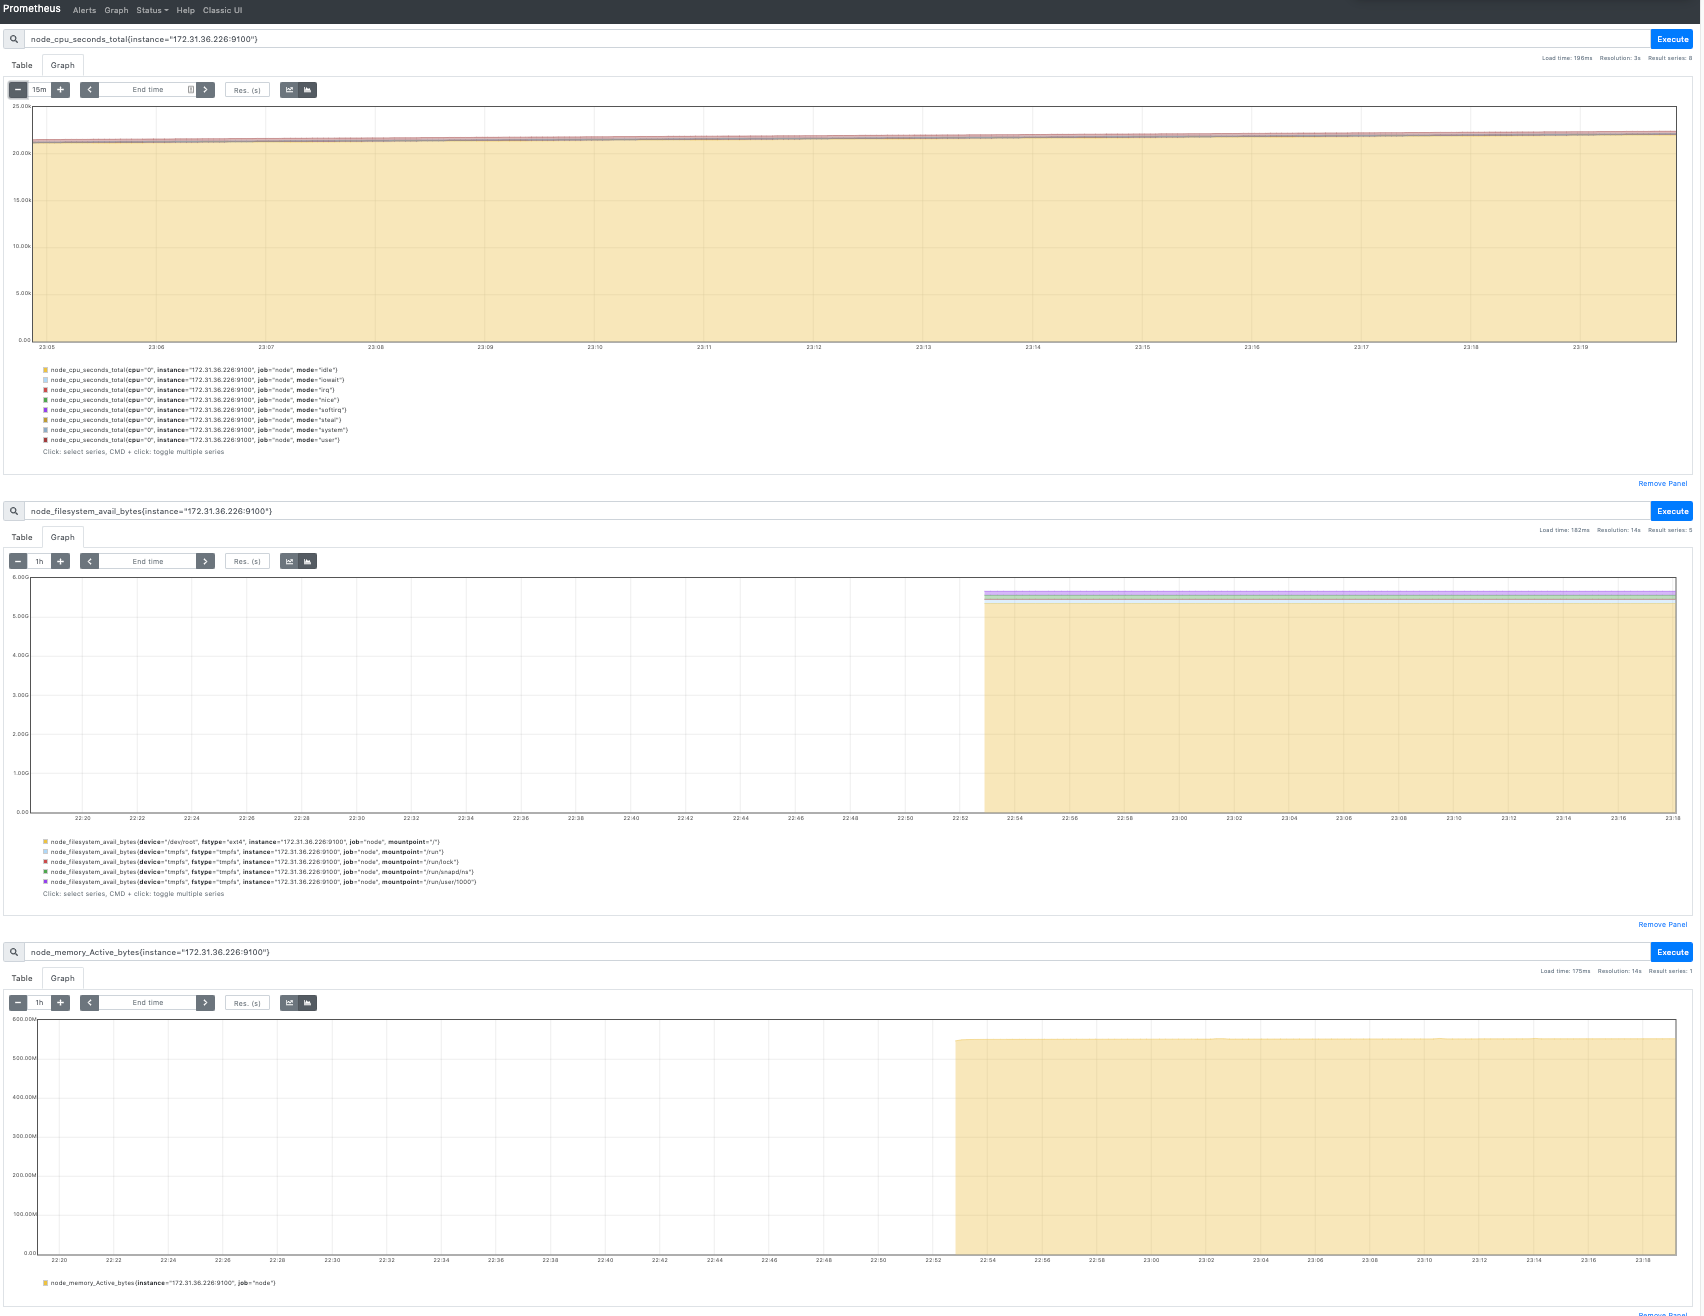 Prometheus Alerts Graph Status Help Classic UI
node_cpu_seconds_total{instance="172.31.36.226:9100"}
Execute
Table Graph
Load time: 196ms Resolution: 3s Result series: 8
− 15m + End time Res. (s)
25.00k
20.00k
15.00k
10.00k
5.00k
0.00
23:05 23:06 23:07 23:08 23:09 23:10 23:11 23:12 23:13 23:14 23:15 23:16 23:17 23:18 23:19
node_cpu_seconds_total{cpu="0", instance="172.31.36.226:9100", job="node", mode="idle"}
node_cpu_seconds_total{cpu="0", instance="172.31.36.226:9100", job="node", mode="iowait"}
node_cpu_seconds_total{cpu="0", instance="172.31.36.226:9100", job="node", mode="irq"}
node_cpu_seconds_total{cpu="0", instance="172.31.36.226:9100", job="node", mode="nice"}
node_cpu_seconds_total{cpu="0", instance="172.31.36.226:9100", job="node", mode="softirq"}
node_cpu_seconds_total{cpu="0", instance="172.31.36.226:9100", job="node", mode="steal"}
node_cpu_seconds_total{cpu="0", instance="172.31.36.226:9100", job="node", mode="system"}
node_cpu_seconds_total{cpu="0", instance="172.31.36.226:9100", job="node", mode="user"}
Click: select series, CMD + click: toggle multiple series
Remove Panel
node_filesystem_avail_bytes{instance="172.31.36.226:9100"}
Execute
Table Graph
Load time: 182ms Resolution: 14s Result series: 5
− 1h + End time Res. (s)
6.00G
5.00G
4.00G
3.00G
2.00G
1.00G
0.00
22:20 22:22 22:24 22:26 22:28 22:30 22:32 22:34 22:36 22:38 22:40 22:42 22:44 22:46 22:48 22:50 22:52 22:54 22:56 22:58 23:00 23:02 23:04 23:06 23:08 23:10 23:12 23:14 23:16 23:18
node_filesystem_avail_bytes{device="/dev/root", fstype="ext4", instance="172.31.36.226:9100", job="node", mountpoint="/"}
node_filesystem_avail_bytes{device="tmpfs", fstype="tmpfs", instance="172.31.36.226:9100", job="node", mountpoint="/run"}
node_filesystem_avail_bytes{device="tmpfs", fstype="tmpfs", instance="172.31.36.226:9100", job="node", mountpoint="/run/lock"}
node_filesystem_avail_bytes{device="tmpfs", fstype="tmpfs", instance="172.31.36.226:9100", job="node", mountpoint="/run/snapd/ns"}
node_filesystem_avail_bytes{device="tmpfs", fstype="tmpfs", instance="172.31.36.226:9100", job="node", mountpoint="/run/user/1000"}
Click: select series, CMD + click: toggle multiple series
Remove Panel
node_memory_Active_bytes{instance="172.31.36.226:9100"}
Execute
Table Graph
Load time: 175ms Resolution: 14s Result series: 1
− 1h + End time Res. (s)
600.00M
500.00M
400.00M
300.00M
200.00M
100.00M
0.00
22:20 22:22 22:24 22:26 22:28 22:30 22:32 22:34 22:36 22:38 22:40 22:42 22:44 22:46 22:48 22:50 22:52 22:54 22:56 22:58 23:00 23:02 23:04 23:06 23:08 23:10 23:12 23:14 23:16 23:18
node_memory_Active_bytes{instance="172.31.36.226:9100", job="node"}
Remove Panel